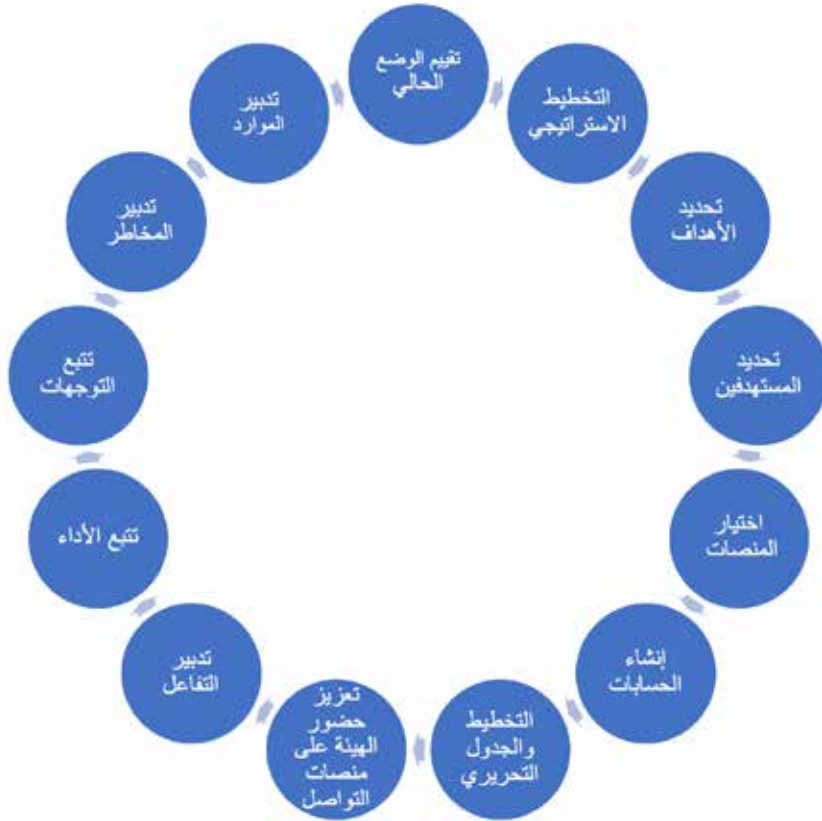 تقييم الوضع
الحالي
التخطيط
الاستراتيجي
تحديد
الأهداف
تحديد
المستهدفين
اختيار
المنصات
إنشاء
الحسابات
التخطيط
والجدول
التحريري
تعزيز
حضور
الهيئة على
منصات
التواصل
تدبير
التفاعل
تتبع الأداء
تتبع
التوجهات
تدبير
المخاطر
تدبير
الموارد